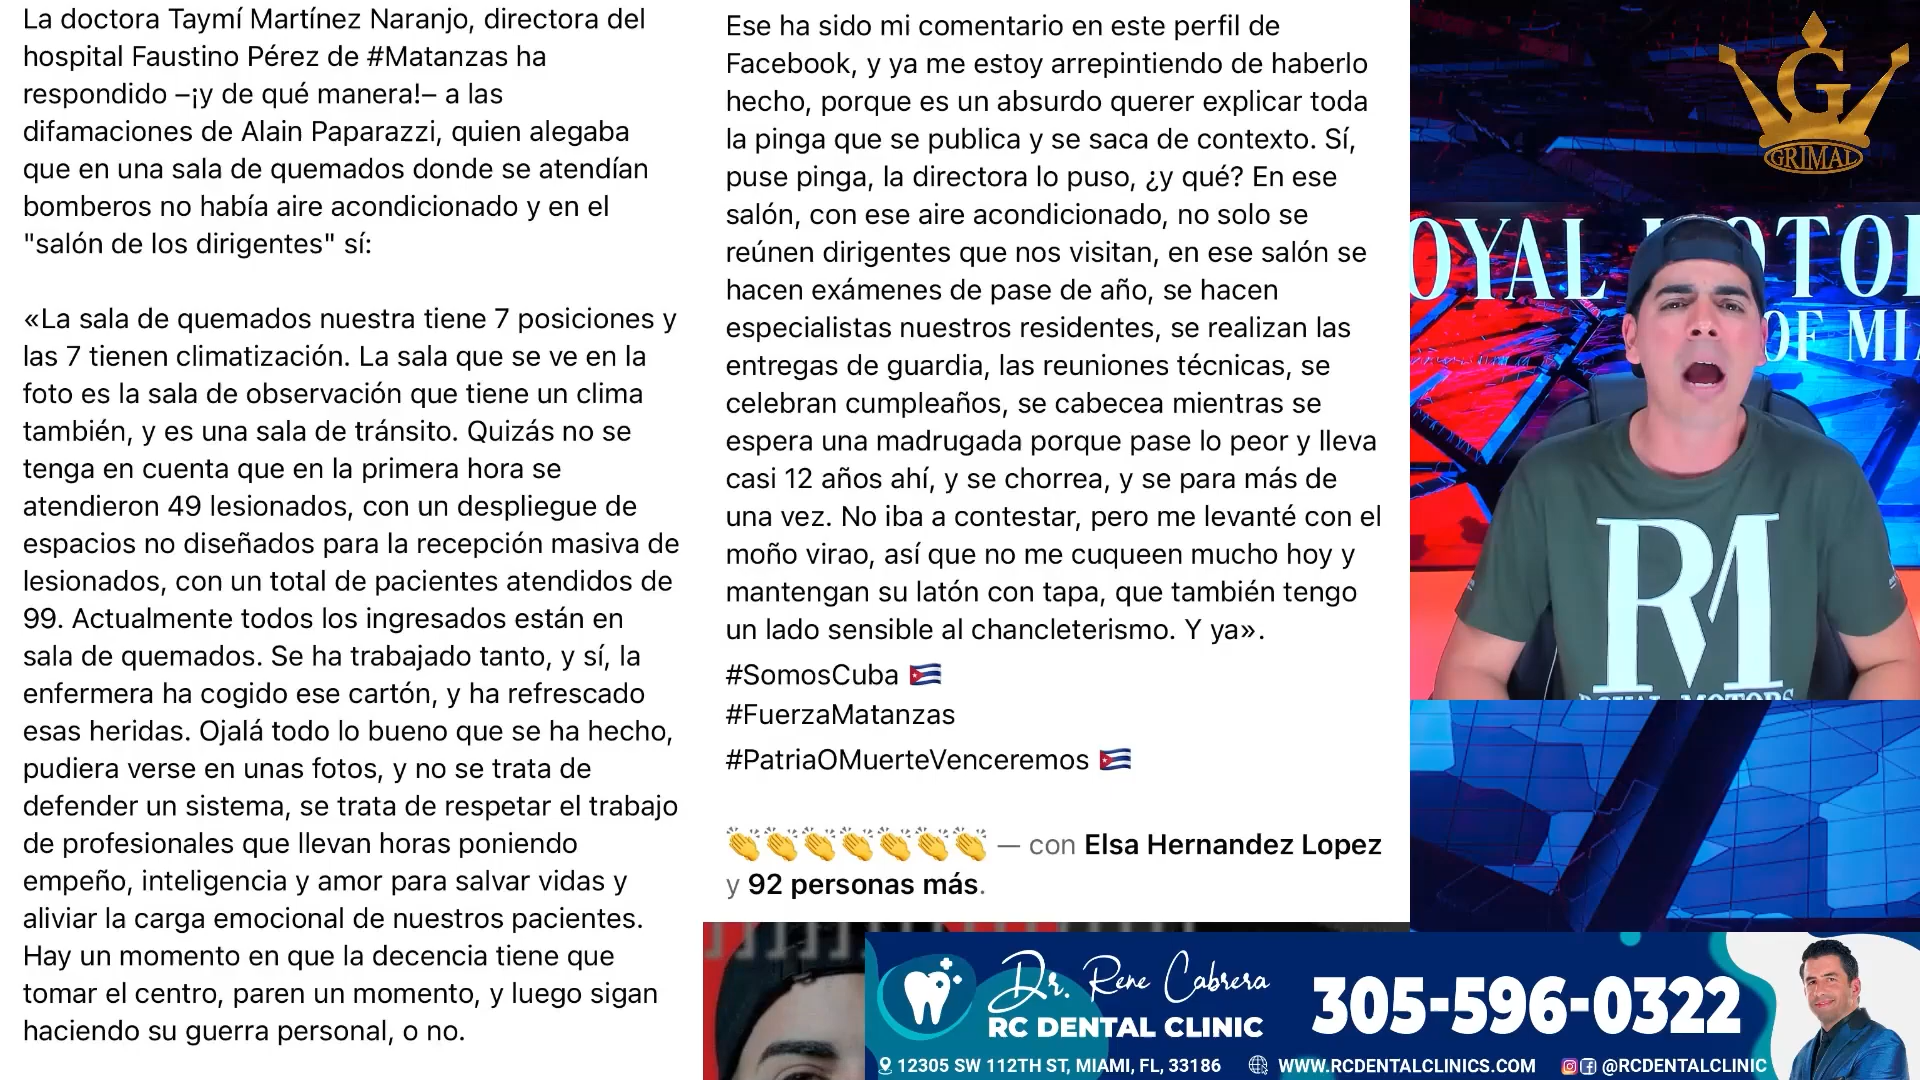 La doctora Taymí Martínez Naranjo, directora del
hospital Faustino Pérez de #Matanzas ha
respondido –¡y de qué manera!– a las
difamaciones de Alain Paparazzi, quien alegaba
que en una sala de quemados donde se atendían
bomberos no había aire acondicionado y en el
"salón de los dirigentes" sí:
«La sala de quemados nuestra tiene 7 posiciones y
las 7 tienen climatización. La sala que se ve en la
foto es la sala de observación que tiene un clima
también, y es una sala de tránsito. Quizás no se
tenga en cuenta que en la primera hora se
atendieron 49 lesionados, con un despliegue de
espacios no diseñados para la recepción masiva de
lesionados, con un total de pacientes atendidos de
99. Actualmente todos los ingresados están en
sala de quemados. Se ha trabajado tanto, y sí, la
enfermera ha cogido ese cartón, y ha refrescado
esas heridas. Ojalá todo lo bueno que se ha hecho,
pudiera verse en unas fotos, y no se trata de
defender un sistema, se trata de respetar el trabajo
de profesionales que llevan horas poniendo
empeño, inteligencia y amor para salvar vidas y
aliviar la carga emocional de nuestros pacientes.
Hay un momento en que la decencia tiene que
tomar el centro, paren un momento, y luego sigan
haciendo su guerra personal, o no.
Ese ha sido mi comentario en este perfil de
Facebook, y ya me estoy arrepintiendo de haberlo
hecho, porque es un absurdo querer explicar toda
la pinga que se publica y se saca de contexto. Sí,
puse pinga, la directora lo puso, ¿y qué? En ese
salón, con ese aire acondicionado, no solo se
reúnen dirigentes que nos visitan, en ese salón se
hacen exámenes de pase de año, se hacen
especialistas nuestros residentes, se realizan las
entregas de guardia, las reuniones técnicas, se
celebran cumpleaños, se cabecea mientras se
espera una madrugada porque pase lo peor y lleva
casi 12 años ahí, y se chorrea, y se para más de
una vez. No iba a contestar, pero me levanté con el
moño virao, así que no me cuqueen mucho hoy y
mantengan su latón con tapa, que también tengo
un lado sensible al chancleterismo. Y ya».
#SomosCuba 🇨🇺
#FuerzaMatanzas
#PatriaOMuerteVenceremos 🇨🇺
👏👏👏👏👏👏👏 — con Elsa Hernandez Lopez
y 92 personas más.
G
GRIMAL
OYAL MOTO
OF MI
RM
ROYAL MOTORS
Dr. Rene Cabrera
RC DENTAL CLINIC
305-596-0322
12305 SW 112TH ST, MIAMI, FL, 33186
WWW.RCDENTALCLINICS.COM
@RCDENTALCLINIC